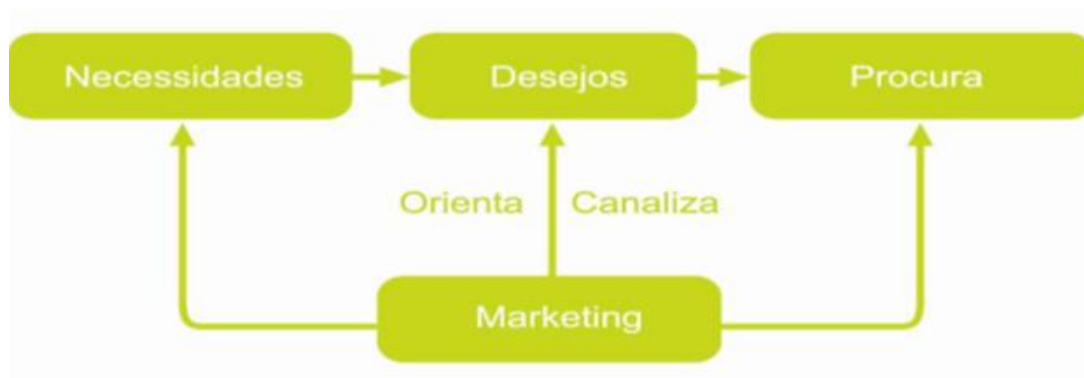 Necessidades
Desejos
Procura
Orienta
Canaliza
Marketing